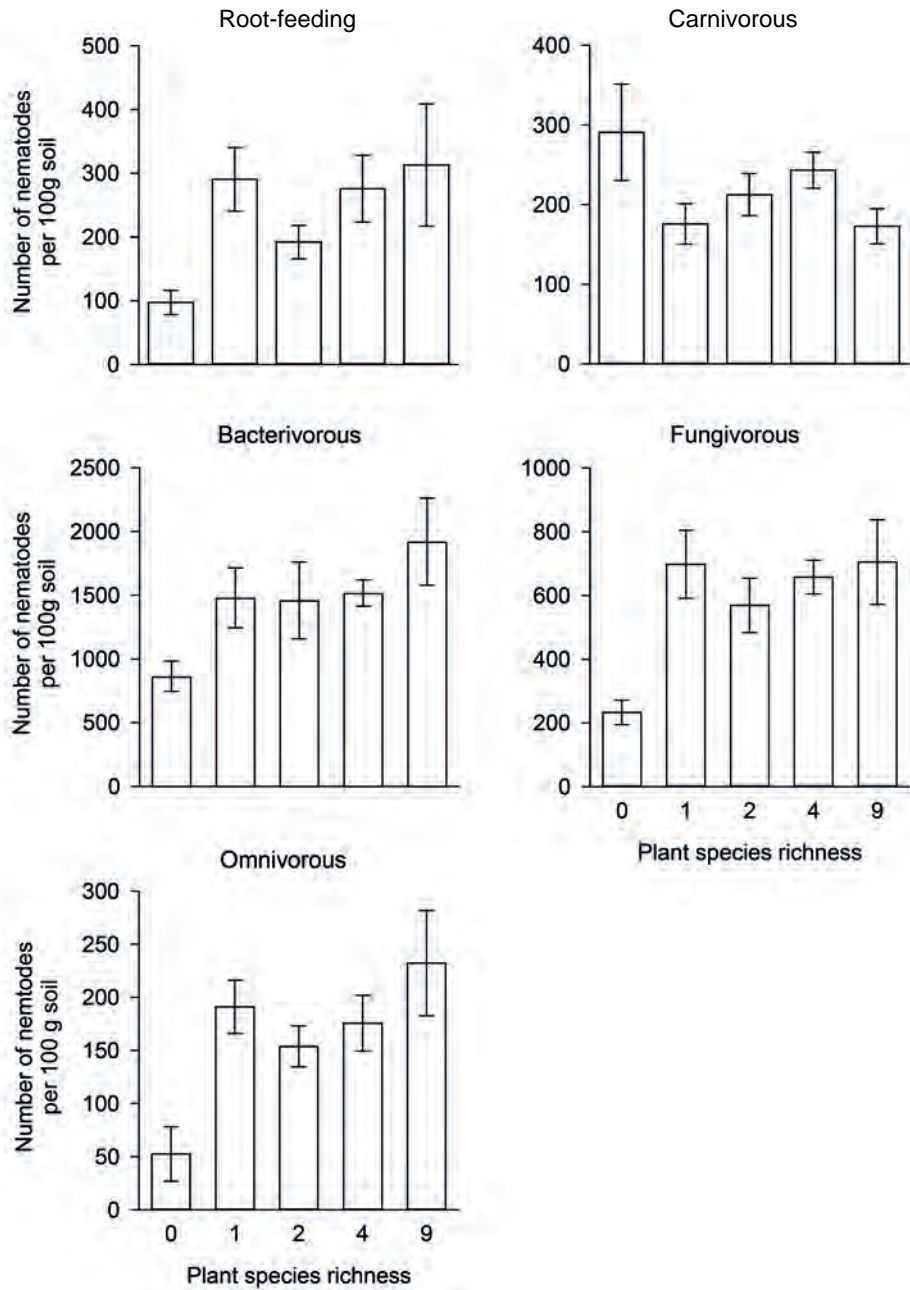 Root-feeding
Number of nematodes
per 100g soil
500
400
300
200
100
0
Carnivorous
400
300
200
100
0
Bacterivorous
Number of nematodes
per 100g soil
2500
2000
1500
1000
500
0
Fungivorous
1000
800
600
400
200
0
0 1 2 4 9
Plant species richness
Omnivorous
Number of nemtodes
per 100 g soil
300
250
200
150
100
50
0
0 1 2 4 9
Plant species richness